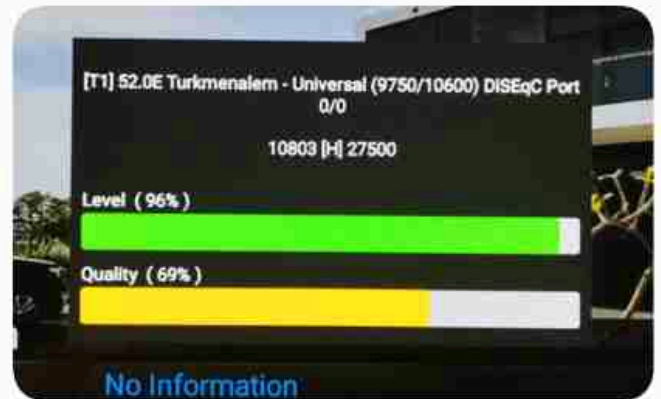 [T1] 52.0E Turkmenalem - Universal (9750/10600) DiSEqC Port
0/0
10803 [H] 27500
Level ( 96% )
Quality ( 69% )
No Information